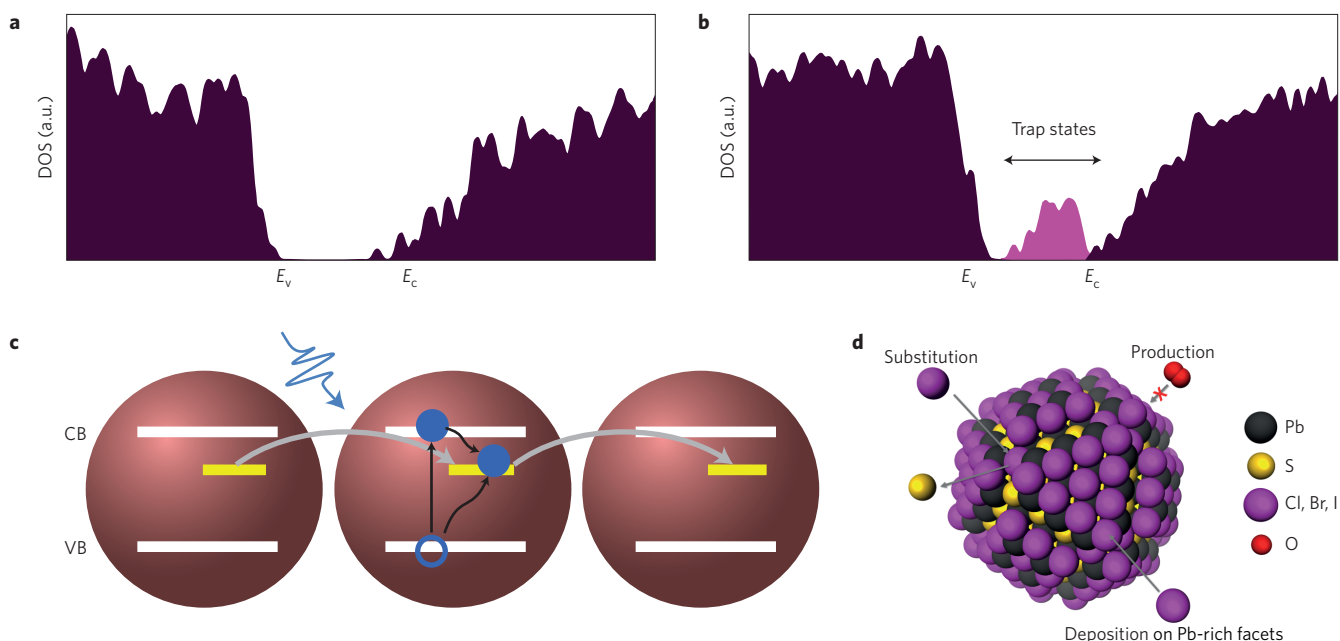 a
DOS (a.u.)
Ev
Ec
b
DOS (a.u.)
Trap states
Ev
Ec
c
CB
VB
d
Substitution
Production
Pb
S
Cl, Br, I
O
Deposition on Pb-rich facets